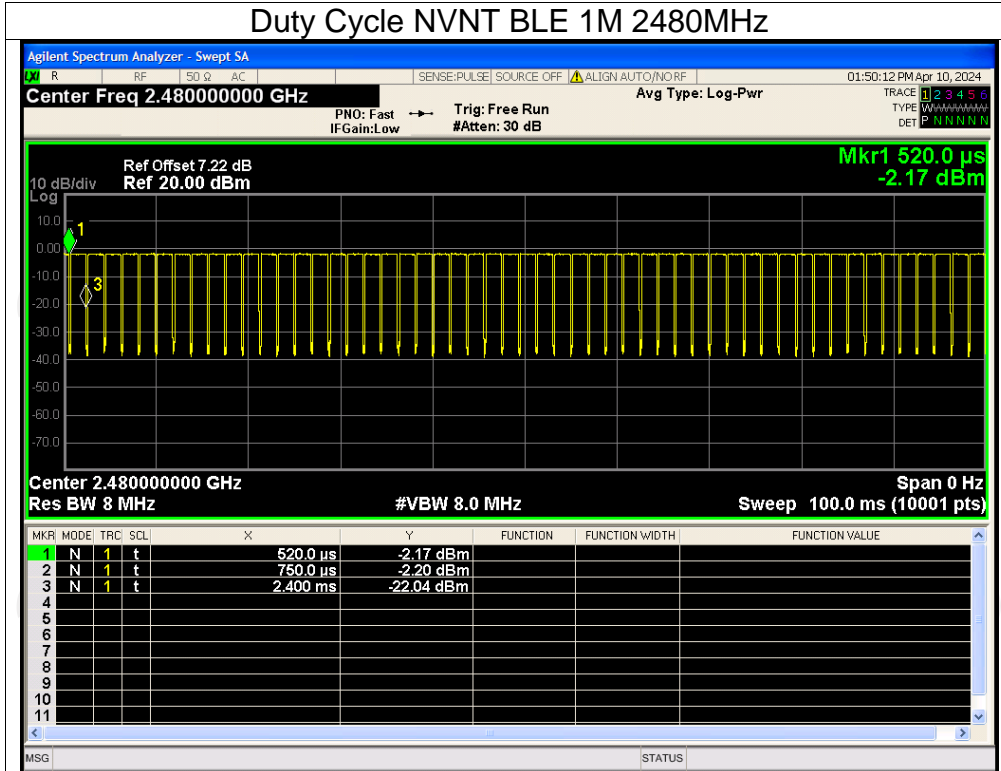 Duty Cycle NVNT BLE 1M 2480MHz
Agilent Spectrum Analyzer - Swept SA
LXI R RF 50 Ω AC SENSE:PULSE SOURCE OFF ALIGN AUTO/NO RF 01:50:12 PM Apr 10, 2024
Center Freq 2.480000000 GHz Avg Type: Log-Pwr TRACE 1 2 3 4 5 6
PNO: Fast Trig: Free Run TYPE WWWWWW
IFGain:Low #Atten: 30 dB DET P N N N N N
Mkr1 520.0 µs
-2.17 dBm
Ref Offset 7.22 dB
10 dB/div Ref 20.00 dBm
Log
10.0
1
0.00
-10.0
3
-20.0
-30.0
-40.0
-50.0
-60.0
-70.0
Center 2.480000000 GHz Span 0 Hz
Res BW 8 MHz #VBW 8.0 MHz Sweep 100.0 ms (10001 pts)
MKR MODE TRC SCL X Y FUNCTION FUNCTION WIDTH FUNCTION VALUE
1 N 1 t 520.0 µs -2.17 dBm
2 N 1 t 750.0 µs -2.20 dBm
3 N 1 t 2.400 ms -22.04 dBm
4
5
6
7
8
9
10
11
MSG STATUS